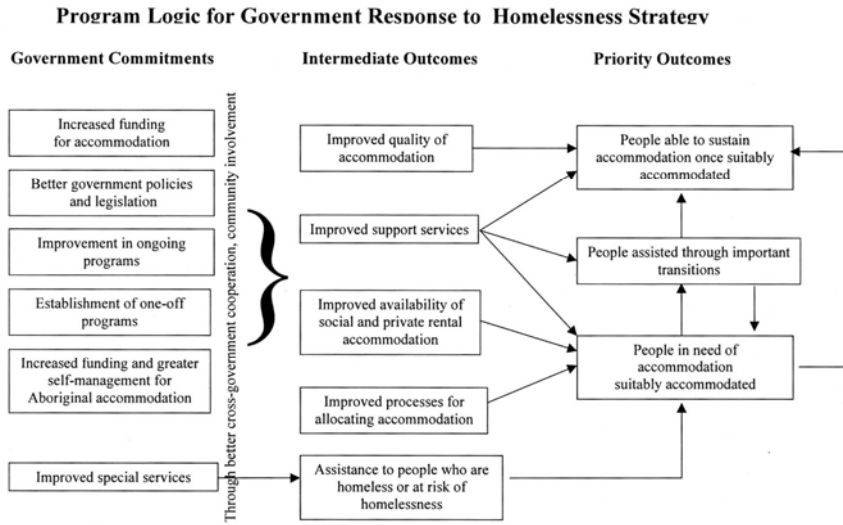 Program Logic for Government Response to Homelessness Strategy
Government Commitments
Intermediate Outcomes
Priority Outcomes
Increased funding
for accommodation
Better government policies
and legislation
Improvement in ongoing
programs
Establishment of one-off
programs
Increased funding and greater
self-management for
Aboriginal accommodation
Improved special services
Through better cross-government cooperation, community involvement
Improved quality of
accommodation
Improved support services
Improved availability of
social and private rental
accommodation
Improved processes for
allocating accommodation
Assistance to people who are
homeless or at risk of
homelessness
People able to sustain
accommodation once suitably
accommodated
People assisted through important
transitions
People in need of
accommodation
suitably accommodated